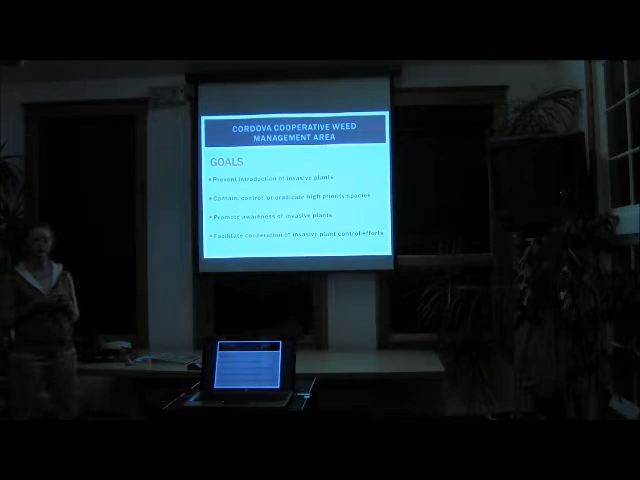 CORDOVA COOPERATIVE WEED
MANAGEMENT AREA
GOALS
• Prevent introduction of invasive plants
• Contain, control, or eradicate high priority species
• Promote awareness of invasive plants
• Facilitate cooperation of invasive plant control efforts